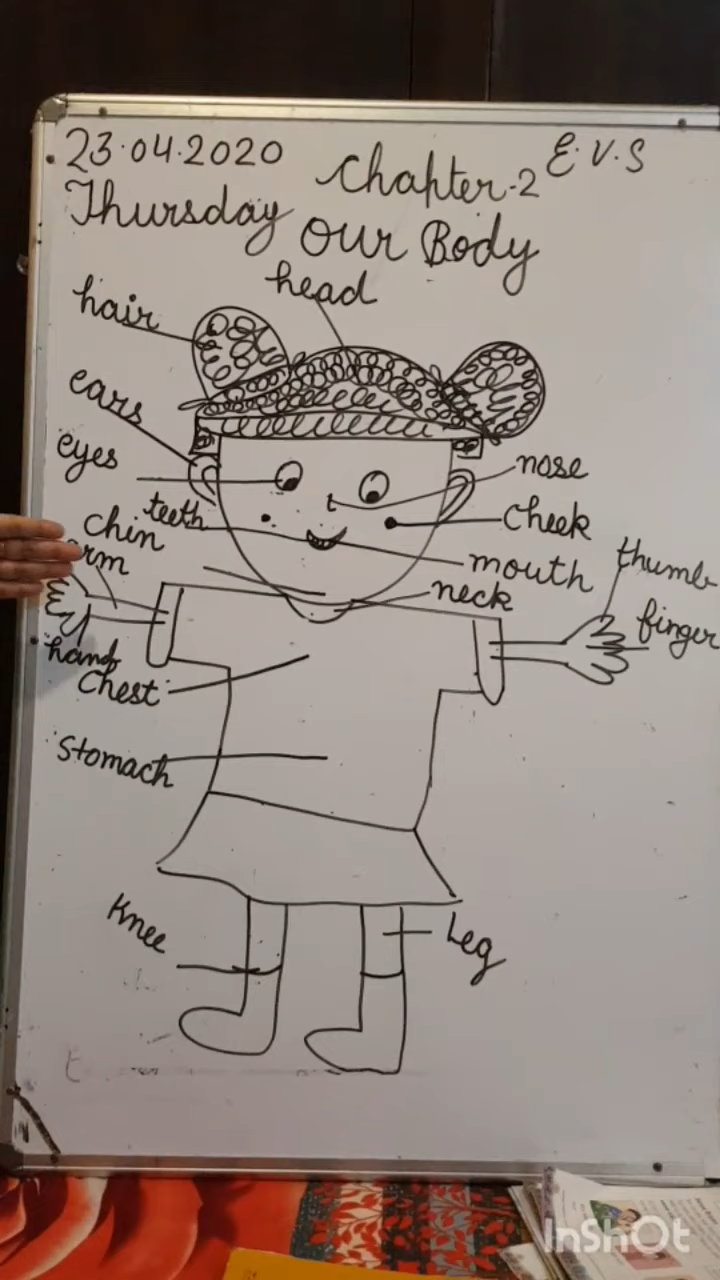 23.04.2020
Chapter-2
E.V.S
Thursday
Our Body
head
hair
ears
eyes
nose
teeth
cheek
chin
arm
mouth
thumb
neck
finger
hand
chest
stomach
Knee
Leg
InShOt